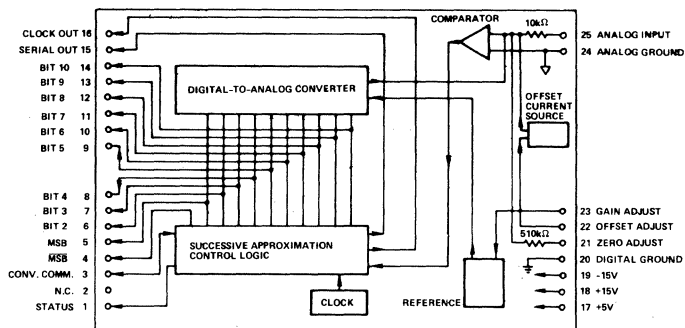 CLOCK OUT 16
SERIAL OUT 15
BIT 10 14
BIT 9 13
BIT 8 12
BIT 7 11
BIT 6 10
BIT 5 9
BIT 4 8
BIT 3 7
BIT 2 6
MSB 5
MSB 4
CONV. COMM. 3
N.C. 2
STATUS 1
COMPARATOR
10kΩ
DIGITAL-TO-ANALOG CONVERTER
OFFSET
CURRENT
SOURCE
510kΩ
SUCCESSIVE APPROXIMATION
CONTROL LOGIC
CLOCK
REFERENCE
25 ANALOG INPUT
24 ANALOG GROUND
23 GAIN ADJUST
22 OFFSET ADJUST
21 ZERO ADJUST
20 DIGITAL GROUND
19 -15V
18 +15V
17 +5V